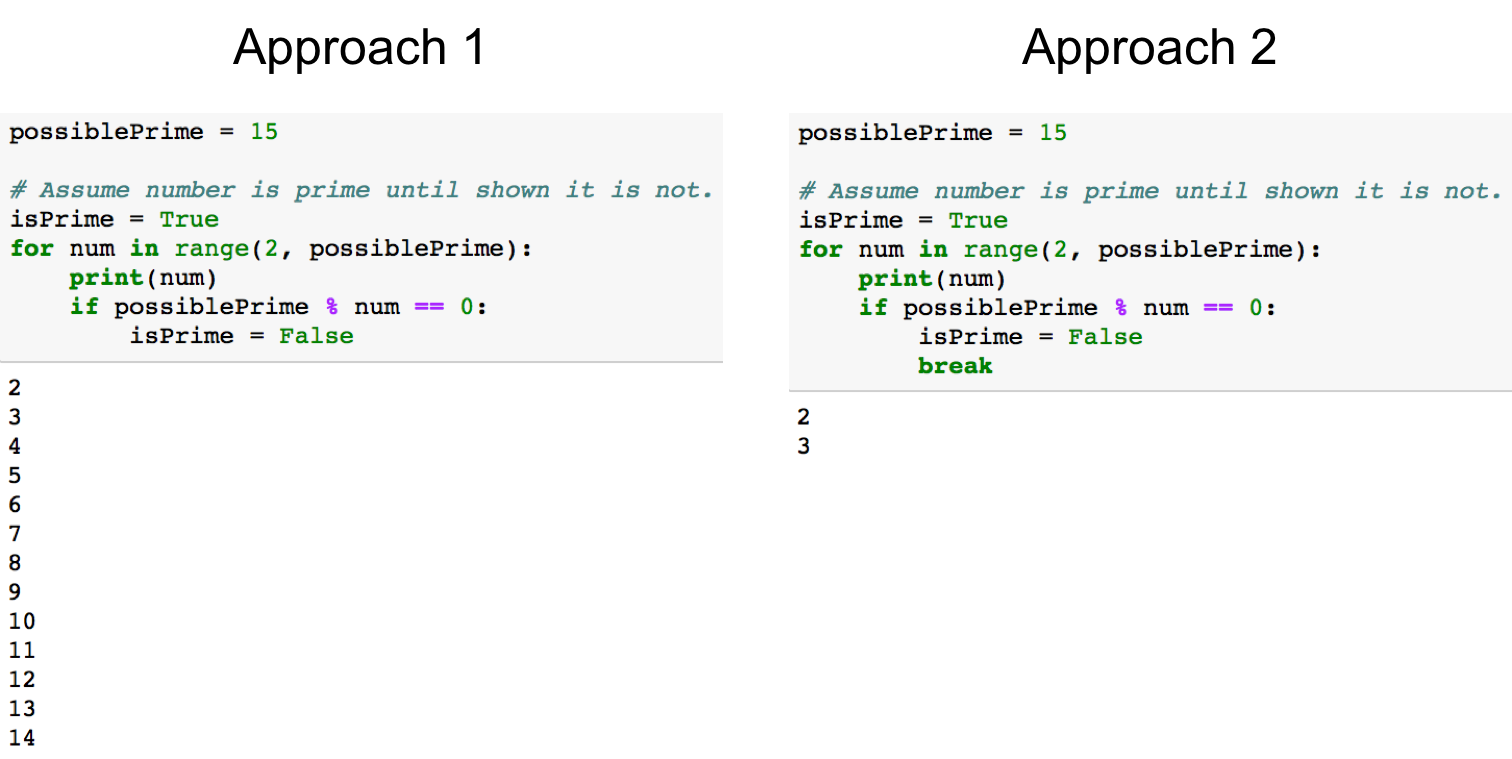 Approach 1
possiblePrime = 15
# Assume number is prime until shown it is not.
isPrime = True
for num in range(2, possiblePrime):
    print(num)
    if possiblePrime % num == 0:
        isPrime = False
2
3
4
5
6
7
8
9
10
11
12
13
14
Approach 2
possiblePrime = 15
# Assume number is prime until shown it is not.
isPrime = True
for num in range(2, possiblePrime):
    print(num)
    if possiblePrime % num == 0:
        isPrime = False
        break
2
3